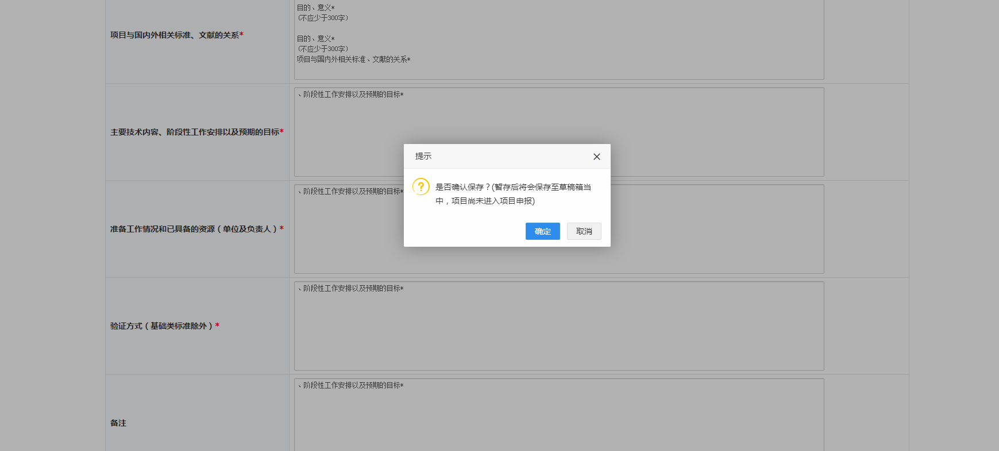 目的、意义*
(不应少于300字)
目的、意义*
(不应少于300字)
项目与国内外相关标准、文献的关系*
项目与国内外相关标准、文献的关系*
、阶段性工作安排以及预期的目标*
主要技术内容、阶段性工作安排以及预期的目标*
提示
是否确认保存？(暂存后将会保存至草稿箱当
中，项目尚未进入项目申报)
确定
取消
、阶段性工作安排以及预期的目标*
准备工作情况和已具备的资源（单位及负责人）*
、阶段性工作安排以及预期的目标*
验证方式（基础类标准除外）*
、阶段性工作安排以及预期的目标*
备注